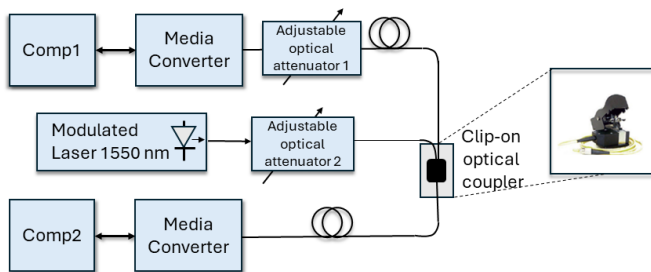 Comp1
Media
Converter
Adjustable
optical
attenuator 1
Modulated
Laser 1550 nm
Adjustable
optical
attenuator 2
Clip-on
optical
coupler
Comp2
Media
Converter